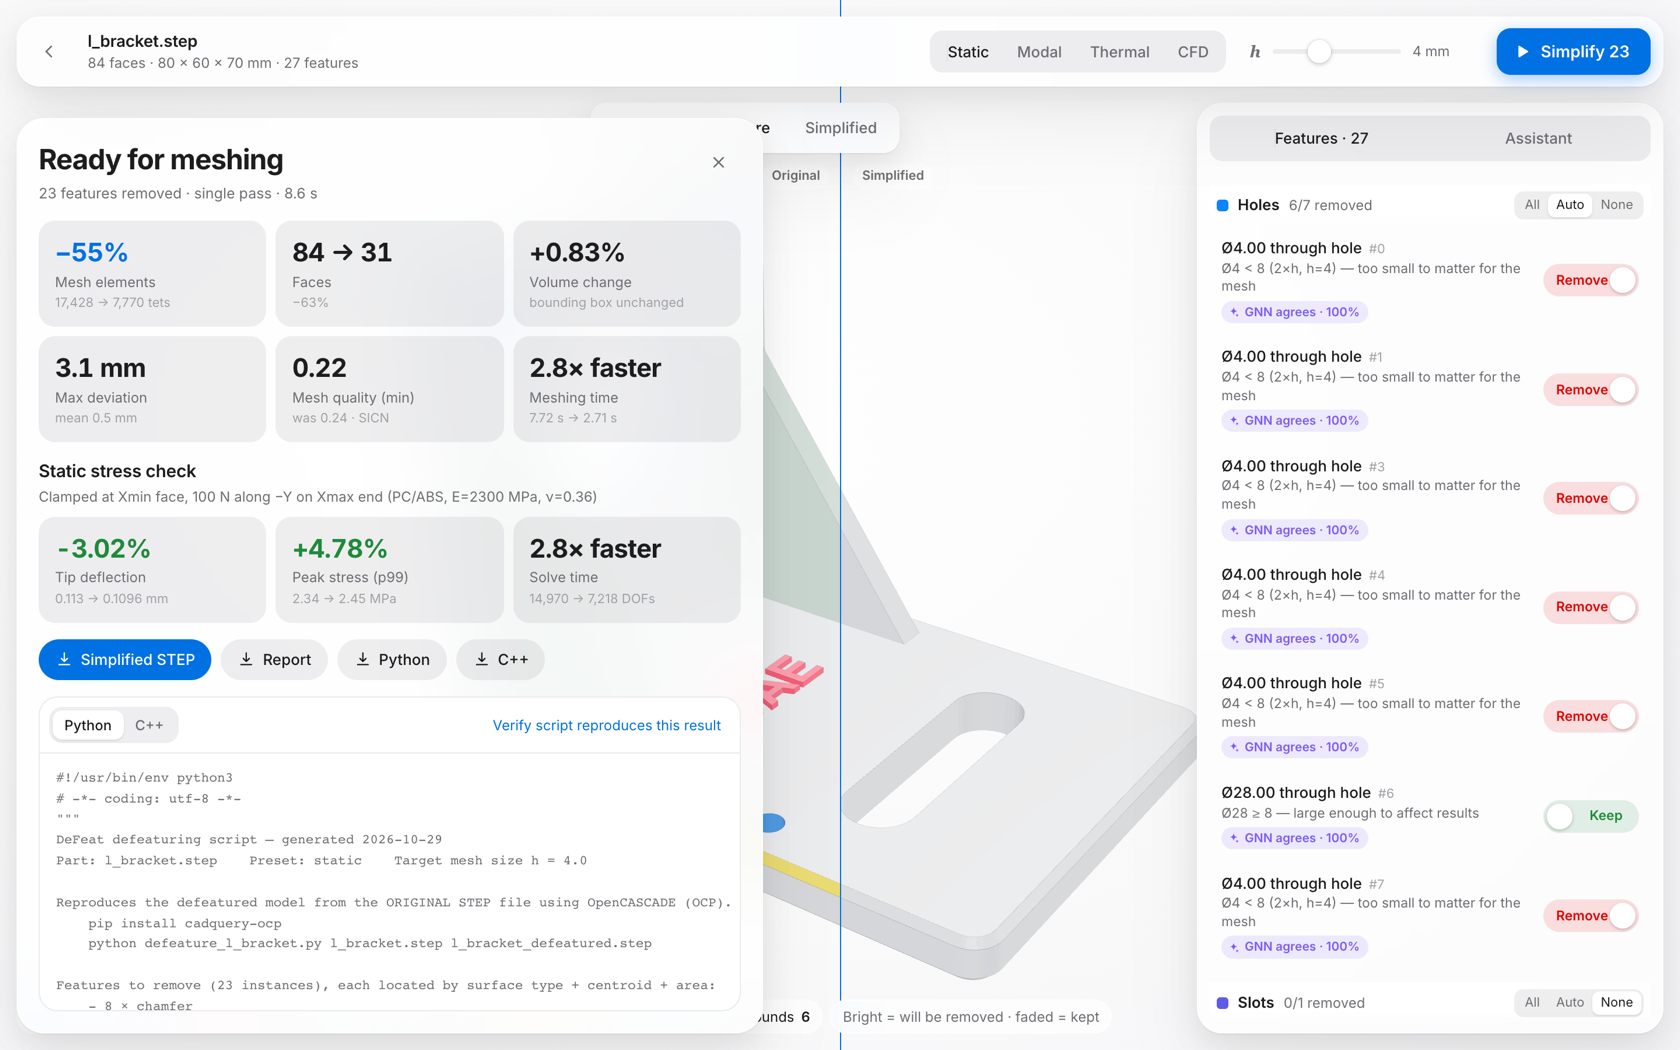 l_bracket.step
84 faces · 80 × 60 × 70 mm · 27 features
Static Modal Thermal CFD
h 4 mm
Simplify 23
Simplified
Original
Simplified
Ready for meshing
23 features removed · single pass · 8.6 s
−55%
Mesh elements
17,428 → 7,770 tets
84 → 31
Faces
−63%
+0.83%
Volume change
bounding box unchanged
3.1 mm
Max deviation
mean 0.5 mm
0.22
Mesh quality (min)
was 0.24 · SICN
2.8× faster
Meshing time
7.72 s → 2.71 s
Static stress check
Clamped at Xmin face, 100 N along −Y on Xmax end (PC/ABS, E=2300 MPa, ν=0.36)
-3.02%
Tip deflection
0.113 → 0.1096 mm
+4.78%
Peak stress (p99)
2.34 → 2.45 MPa
2.8× faster
Solve time
14,970 → 7,218 DOFs
Simplified STEP
Report
Python
C++
Python C++
Verify script reproduces this result
#!/usr/bin/env python3
# -*- coding: utf-8 -*-
"""
DeFeat defeaturing script — generated 2026-10-29
Part: l_bracket.step    Preset: static    Target mesh size h = 4.0
Reproduces the defeatured model from the ORIGINAL STEP file using OpenCASCADE (OCP).
pip install cadquery-ocp
python defeature_l_bracket.py l_bracket.step l_bracket_defeatured.step
Features to remove (23 instances), each located by surface type + centroid + area:
- 8 × chamfer
6
Bright = will be removed · faded = kept
Features · 27
Assistant
Holes 6/7 removed
All Auto None
Ø4.00 through hole #0
Ø4 < 8 (2×h, h=4) — too small to matter for the
mesh
GNN agrees · 100%
Remove
Ø4.00 through hole #1
Ø4 < 8 (2×h, h=4) — too small to matter for the
mesh
GNN agrees · 100%
Remove
Ø4.00 through hole #3
Ø4 < 8 (2×h, h=4) — too small to matter for the
mesh
GNN agrees · 100%
Remove
Ø4.00 through hole #4
Ø4 < 8 (2×h, h=4) — too small to matter for the
mesh
GNN agrees · 100%
Remove
Ø4.00 through hole #5
Ø4 < 8 (2×h, h=4) — too small to matter for the
mesh
GNN agrees · 100%
Remove
Ø28.00 through hole #6
Ø28 ≥ 8 — large enough to affect results
GNN agrees · 100%
Keep
Ø4.00 through hole #7
Ø4 < 8 (2×h, h=4) — too small to matter for the
mesh
GNN agrees · 100%
Remove
Slots 0/1 removed
All Auto None